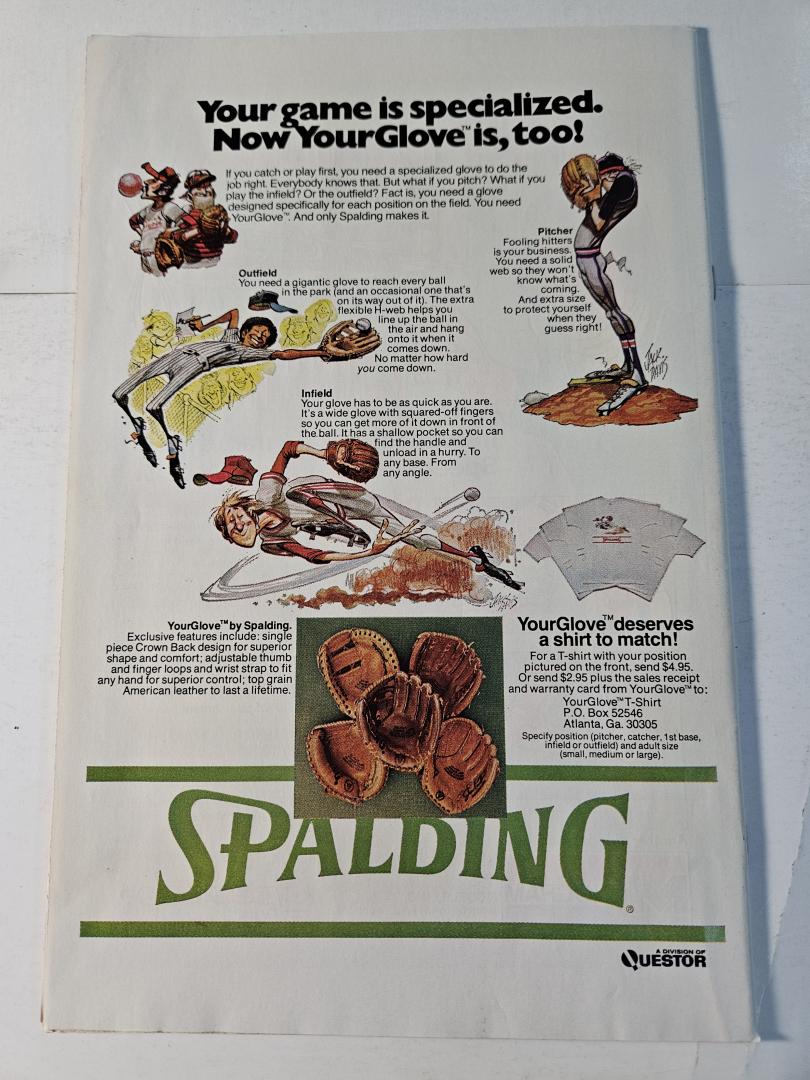 Your game is specialized.
Now YourGlove™ is, too!
If you catch or play first, you need a specialized glove to do the
job right. Everybody knows that. But what if you pitch? What if you
play the infield? Or the outfield? Fact is, you need a glove
designed specifically for each position on the field. You need
YourGlove™. And only Spalding makes it.
Pitcher
Fooling hitters
is your business.
You need a solid
web so they won't
know what's
coming.
And extra size
to protect yourself
when they
guess right!
JACK
DAVIS
Outfield
You need a gigantic glove to reach every ball
in the park (and an occasional one that's
on its way out of it). The extra
flexible H-web helps you
line up the ball in
the air and hang
onto it when it
comes down.
No matter how hard
you come down.
Infield
Your glove has to be as quick as you are.
It's a wide glove with squared-off fingers
so you can get more of it down in front of
the ball. It has a shallow pocket so you can
find the handle and
unload in a hurry. To
any base. From
any angle.
YourGlove™ by Spalding.
Exclusive features include: single
piece Crown Back design for superior
shape and comfort; adjustable thumb
and finger loops and wrist strap to fit
any hand for superior control; top grain
American leather to last a lifetime.
YourGlove™ deserves
a shirt to match!
For a T-shirt with your position
pictured on the front, send $4.95.
Or send $2.95 plus the sales receipt
and warranty card from YourGlove™ to:
YourGlove™ T-Shirt
P.O. Box 52546
Atlanta, Ga. 30305
Specify position (pitcher, catcher, 1st base,
infield or outfield) and adult size
(small, medium or large).
SPALDING®
A DIVISION OF
QUESTOR